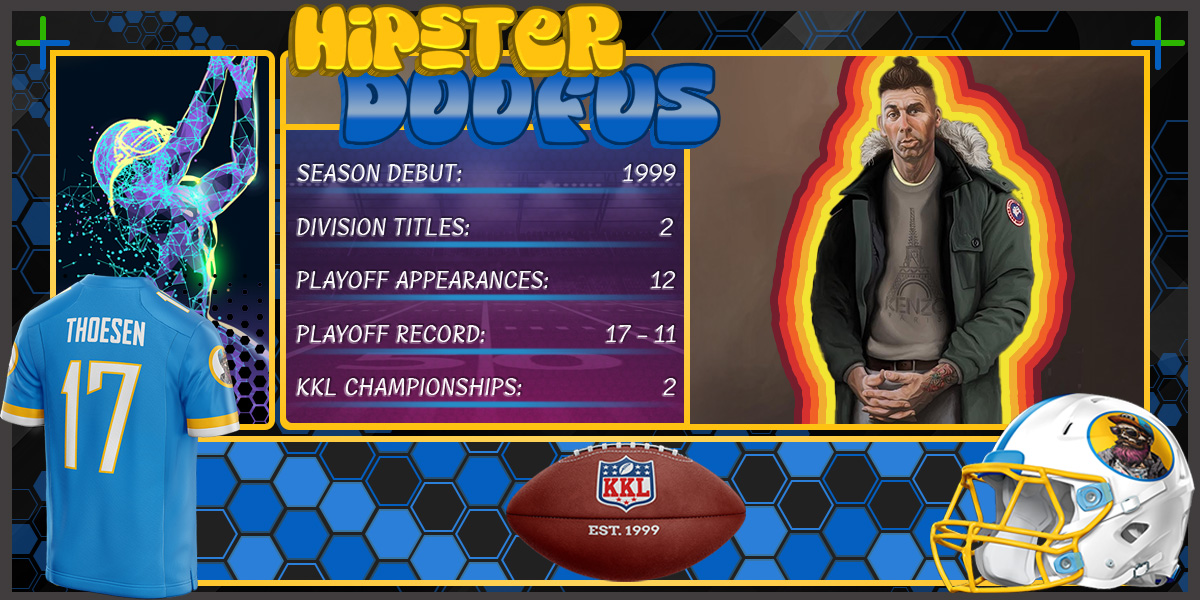 HiPSTER
DOOFUS
SEASON DEBUT: 1999
DIVISION TITLES: 2
PLAYOFF APPEARANCES: 12
PLAYOFF RECORD: 17 – 11
KKL CHAMPIONSHIPS: 2
THOESEN
17
KENZO
KKL
EST. 1999